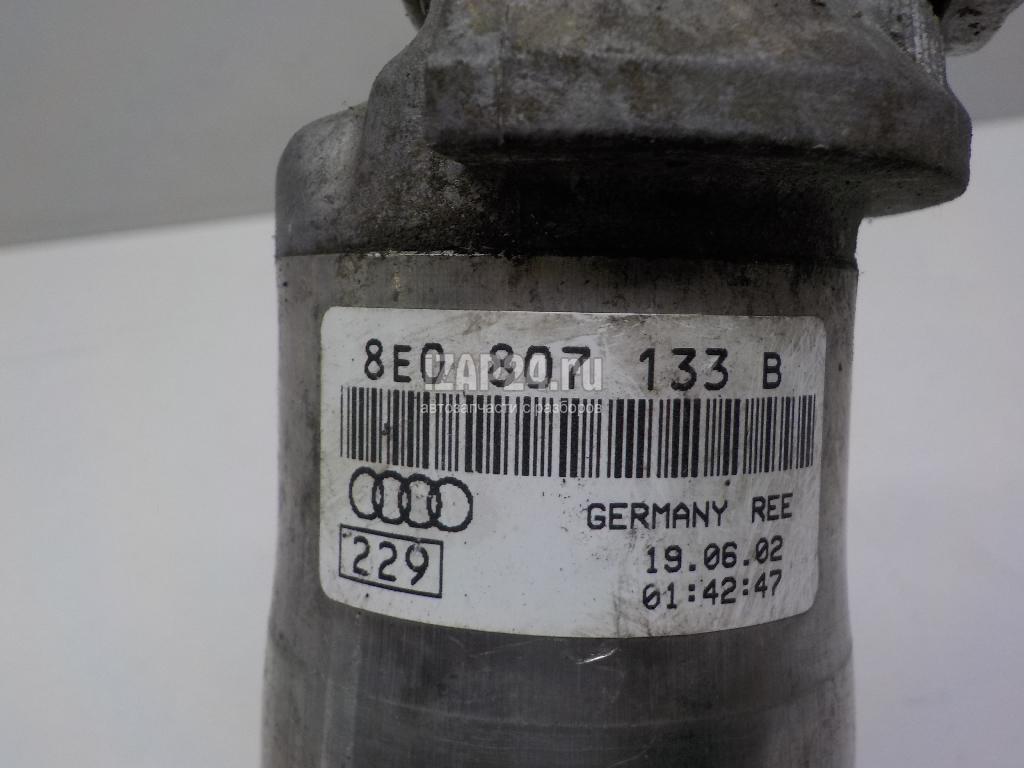 8E0 807 133 B
IZAP24.ru
автозапчасти с разборов
GERMANY REE
229
19.06.02
01:42:47